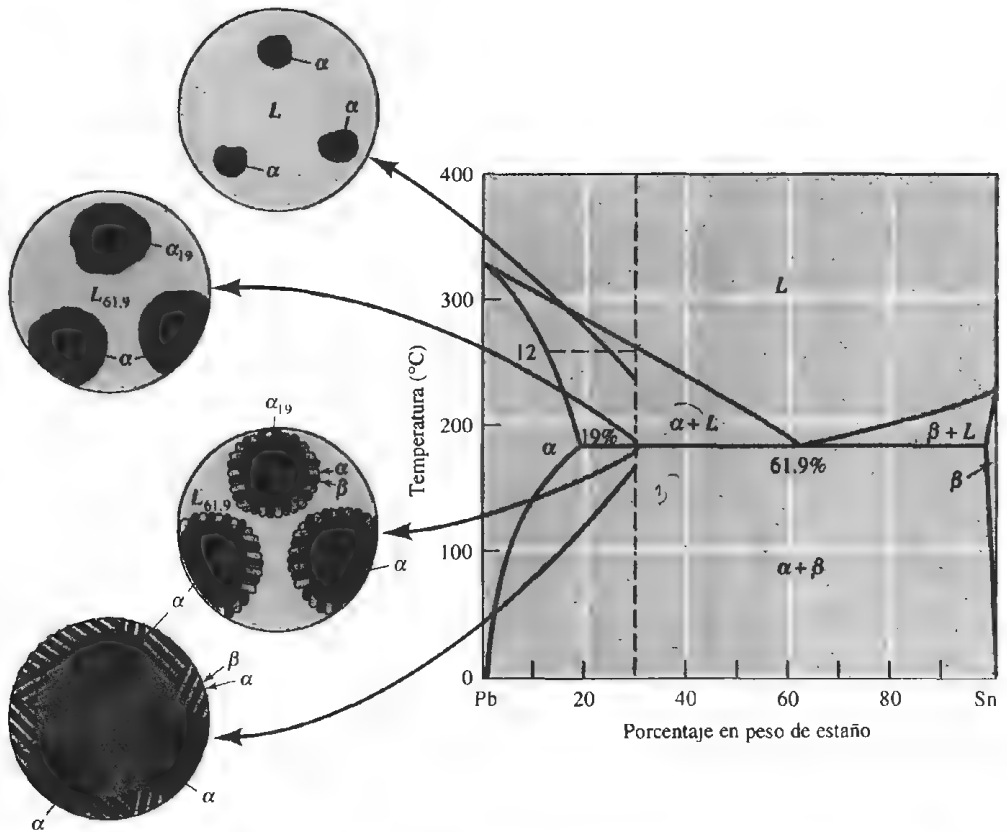 α
L
α
α
α19
L61.9
α
α19
α
β
L61.9
α
α
β
α
α
α
Temperatura (°C)
400
300
200
100
0
L
12
α + L
19%
α
61.9%
β + L
β
α + β
Pb
20
40
60
80
Sn
Porcentaje en peso de estaño